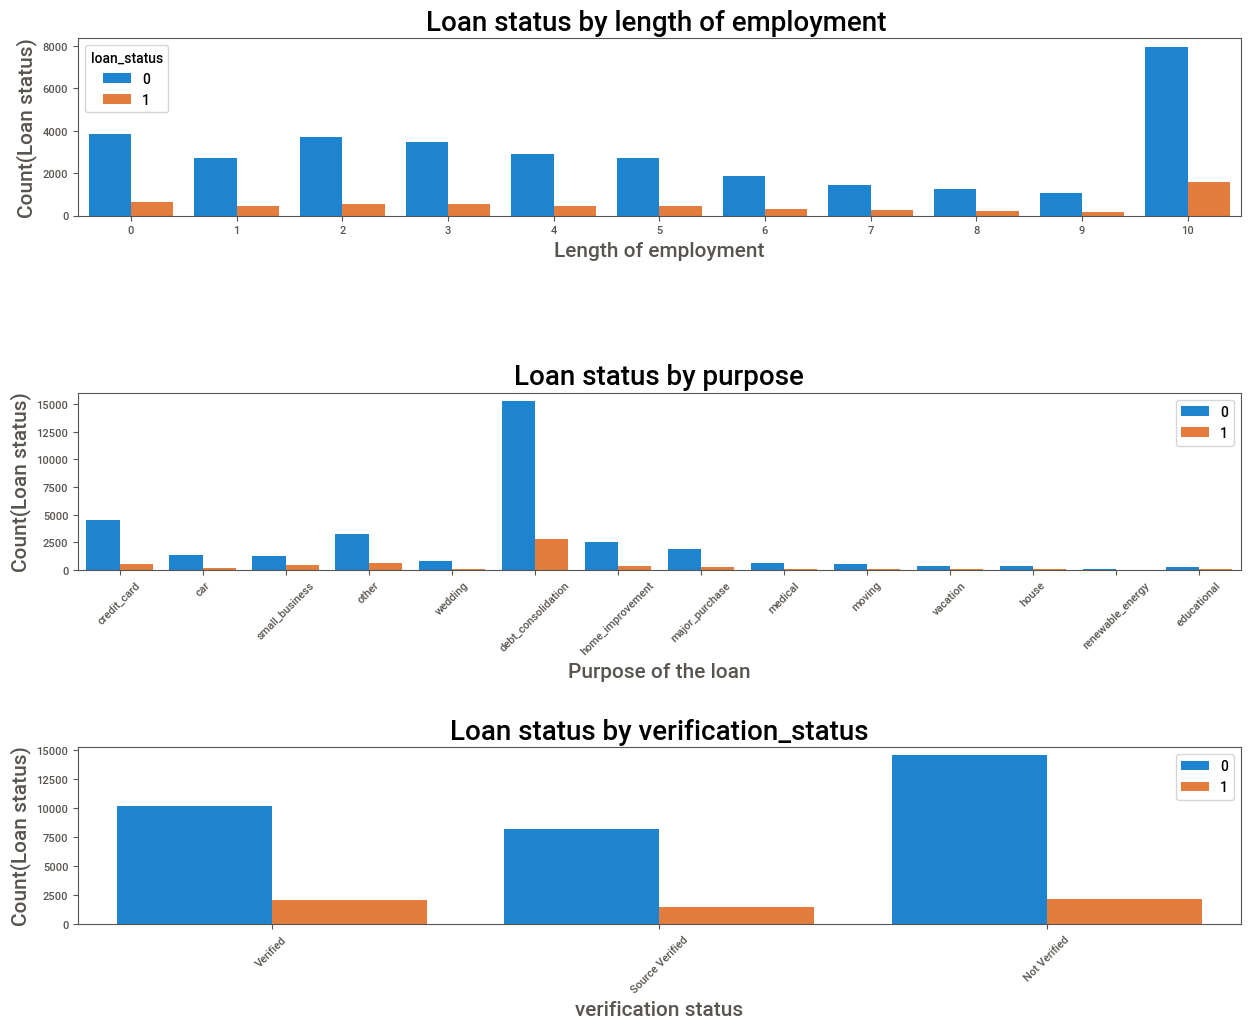 Loan status by length of employment
Count(Loan status)
8000
6000
4000
2000
0
loan_status
0
1
0 1 2 3 4 5 6 7 8 9 10
Length of employment
Loan status by purpose
Count(Loan status)
15000
12500
10000
7500
5000
2500
0
0
1
credit_card car small_business other wedding debt_consolidation home_improvement major_purchase medical moving vacation house renewable_energy educational
Purpose of the loan
Loan status by verification_status
Count(Loan status)
15000
12500
10000
7500
5000
2500
0
0
1
Verified Source Verified Not Verified
verification status